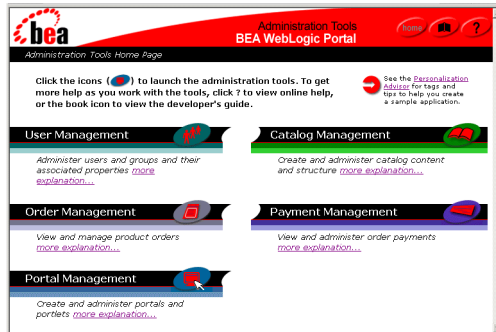 bea
Administration Tools
BEA WebLogic Portal
home
?
Administration Tools Home Page
Click the icons ( ) to launch the administration tools. To get
more help as you work with the tools, click ? to view online help,
or the book icon to view the developer's guide.
See the Personalization
Advisor for tags and
tips to help you create
a sample application.
User Management
Administer users and groups and their
associated properties more
explanation...
Catalog Management
Create and administer catalog content
and structure more explanation...
Order Management
View and manage product orders
more explanation...
Payment Management
View and administer order payments
more explanation...
Portal Management
Create and administer portals and
portlets more explanation...